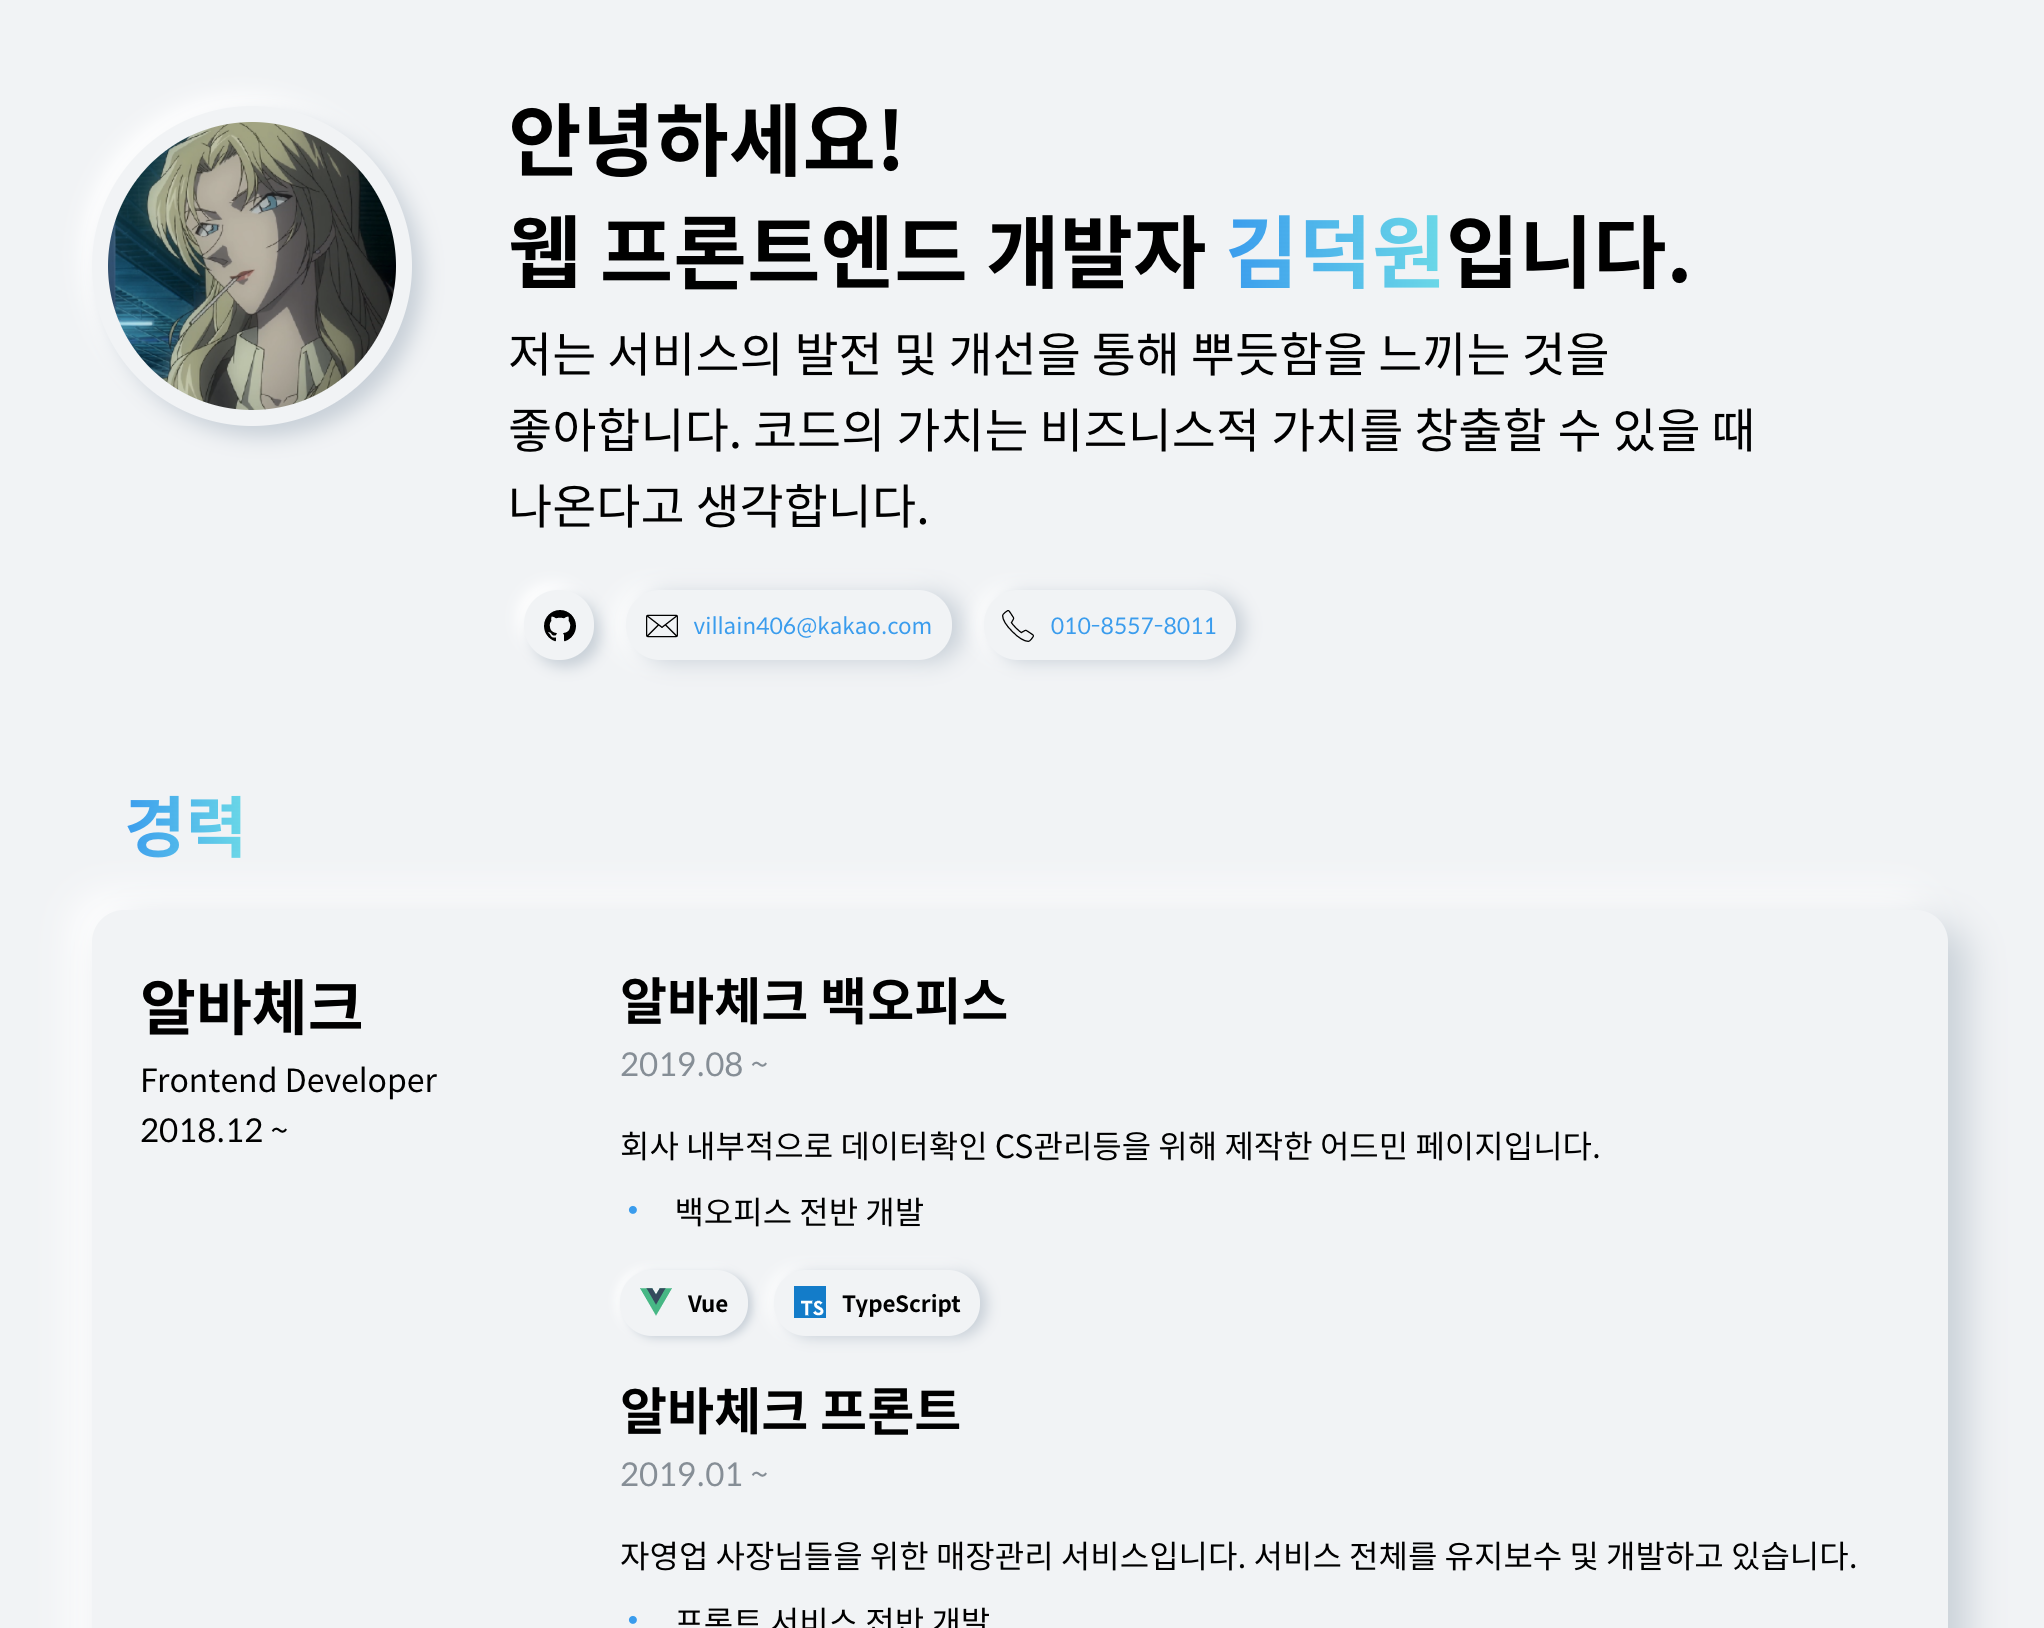 안녕하세요!
웹 프론트엔드 개발자 김덕원입니다.
저는 서비스의 발전 및 개선을 통해 뿌듯함을 느끼는 것을
좋아합니다. 코드의 가치는 비즈니스적 가치를 창출할 수 있을 때
나온다고 생각합니다.
villain406@kakao.com
010-8557-8011
경력
알바체크
Frontend Developer
2018.12 ~
알바체크 백오피스
2019.08 ~
회사 내부적으로 데이터확인 CS관리등을 위해 제작한 어드민 페이지입니다.
• 백오피스 전반 개발
Vue
TS TypeScript
알바체크 프론트
2019.01 ~
자영업 사장님들을 위한 매장관리 서비스입니다. 서비스 전체를 유지보수 및 개발하고 있습니다.
• 프론트 서비스 전반 개발